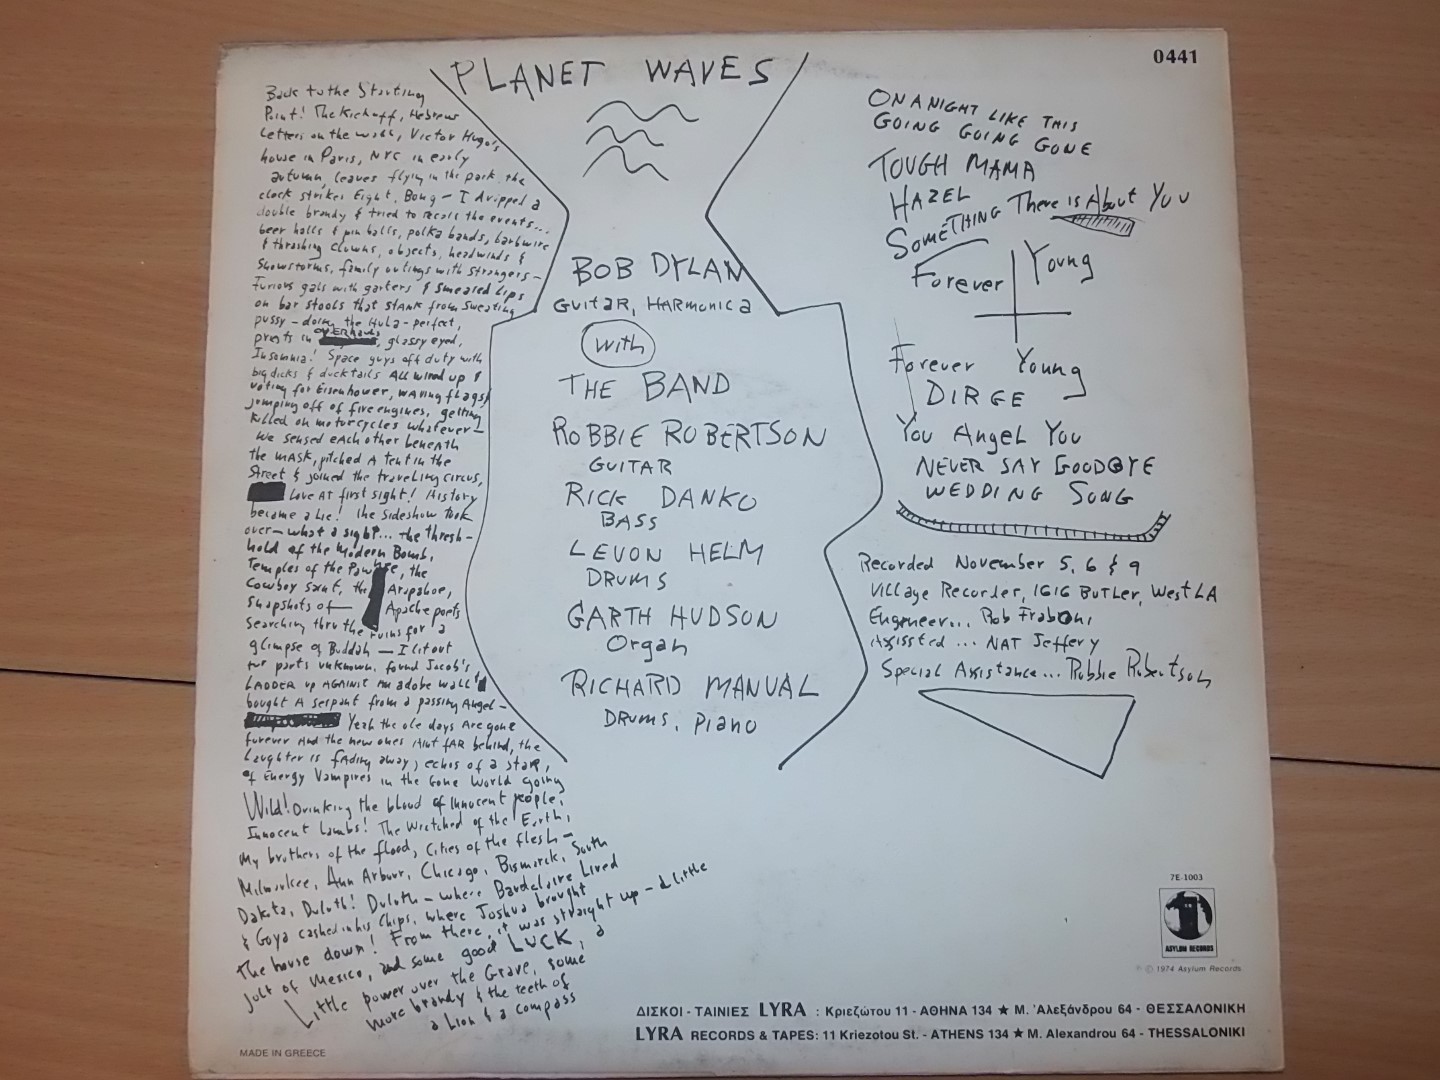 0441
PLANET WAVES
Back to the Starting
Point! The Kickoff, Hebrew
Letters on the wall, Victor Hugo's
house in Paris, NYC in early
autumn, leaves flying in the park, the
clock strikes Eight, Bong — I dropped a
double brandy & tried to recall the events...
beer halls & pin balls, polka bands, barbwire
& thrashing clowns, objects, headwinds &
Snowstorms, family outings with strangers —
Furious gals with garters & smeared Lips
on bar stools that stank from sweating
pussy — doing the Hula — perfect,
priests in OVERhauls, glassy eyed,
Insomnia! Space guys off duty with
big dicks & ducktails All wired up &
voting for Eisenhower, waving flags &
jumping off of fire engines, getting
killed on motorcycles whatever —
We sensed each other beneath
the MASK, pitched A tent in the
Street & joined the traveling circus,
Love At first sight! History
became a Lie! The sideshow took
over — what a sight... the thresh-
hold of the Modern Bomb,
Temples of the Pawnee, the
Cowboy Saint, the Arapahoe,
Snapshots of — Apache poets
Searching thru the ruins for a
glimpse of Buddah — I lit out
for parts unknown, found Jacob's
LADDER up AGAINST an adobe wall &
bought A serpant from a passing Angel —
Yeah the ole days Are gone
forever And the new ones Aint fAR behind, the
Laughter is fAding away, echos of a star,
of Energy Vampires in the Gone World going
Wild! Drinking the blood of Innocent people,
Innocent Lambs! The Wretched of the Earth,
My brothers of the flood, Cities of the flesh —
Milwaukee, Ann Arbour, Chicago, Bismarck, South
Dakota, Duluth! Duluth — where Baudelaire Lived
& Goya cashed in his Chips, where Joshua brought
the house down! From there, it was straight up — a little
jolt of Mexico, and some good LUCK, a
Little power over the Grave, some
more brandy & the teeth of
a Lion & a compass
BOB DYLAN
GUITAR, HARMonica
with
THE BAND
ROBBIE ROBERTSON
GUITAR
RICK DANKO
BASS
LEVON HELM
DRUMS
GARTH HUDSON
Organ
RICHARD MANUAL
DRUMS, Piano
ON A NIGHT LIKE THIS
GOING GOING GONE
TOUGH MAMA
HAZEL
SOMETHING There is About You
Forever Young
Forever Young
DIRGE
You Angel You
NEVER SAY GOODBYE
WEDDING SONG
Recorded November 5, 6 & 9
Village Recorder, 1616 BUTLER, West LA
Engeneer... Rob Fraboni
Assissted ... NAT Jeffery
Special Assistance... Robbie Robertson
7E-1003
ASYLUM RECORDS
℗ © 1974 Asylum Records
ΔΙΣΚΟΙ - ΤΑΙΝΙΕΣ LYRA : Κριεζώτου 11 - ΑΘΗΝΑ 134 ★ Μ. Ἀλεξάνδρου 64 - ΘΕΣΣΑΛΟΝΙΚΗ
LYRA RECORDS & TAPES: 11 Kriezotou St. - ATHENS 134 ★ M. Alexandrou 64 - THESSALONIKI
MADE IN GREECE